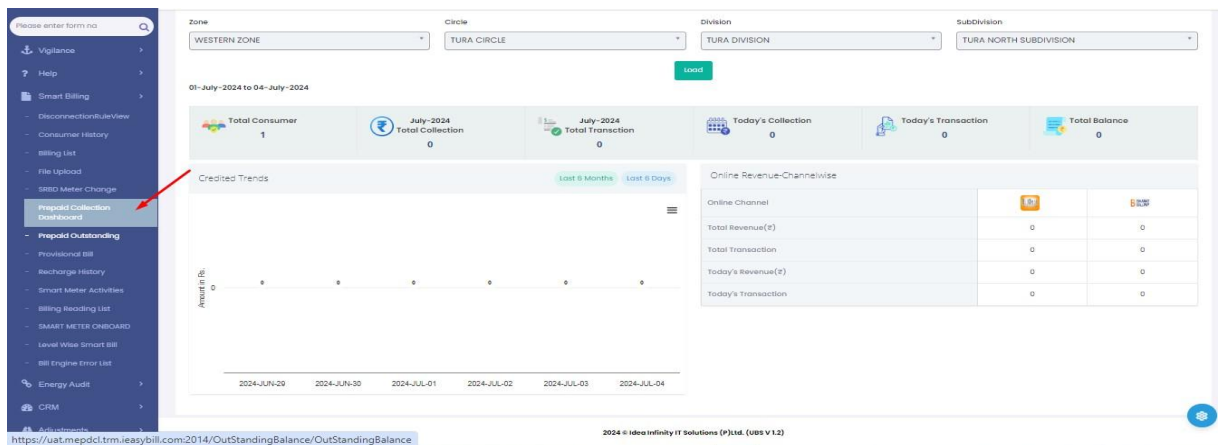 Please enter form na
Vigilance
Help
Smart Billing
DisconnectionRuleView
Consumer History
Billing List
File Upload
SRBD Meter Change
Prepaid Collection
Dashboard
Prepaid Outstanding
Provisional Bill
Recharge History
Smart Meter Activities
Billing Reading List
SMART METER ONBOARD
Level Wise Smart Bill
Bill Engine Error List
Energy Audit
CRM
Adjustments
https://uat.mepdcl.trm.ieasybill.com:2014/OutStandingBalance/OutStandingBalance
Zone Circle Division SubDivision
WESTERN ZONE TURA CIRCLE TURA DIVISION TURA NORTH SUBDIVISION
Load
01-July-2024 to 04-July-2024
Total Consumer
1
July-2024
Total Collection
0
July-2024
Total Transction
0
Today's Collection
0
Today's Transaction
0
Total Balance
0
Credited Trends Last 6 Months Last 6 Days
Amount in Rs.
0 0 0 0 0 0 0
2024-JUN-29 2024-JUN-30 2024-JUL-01 2024-JUL-02 2024-JUL-03 2024-JUL-04
Online Revenue-Channelwise
Online Channel
Total Revenue(₹) 0 0
Total Transaction 0 0
Today's Revenue(₹) 0 0
Today's Transaction 0 0
2024 © Idea Infinity IT Solutions (P)Ltd. (UBS V 1.2)